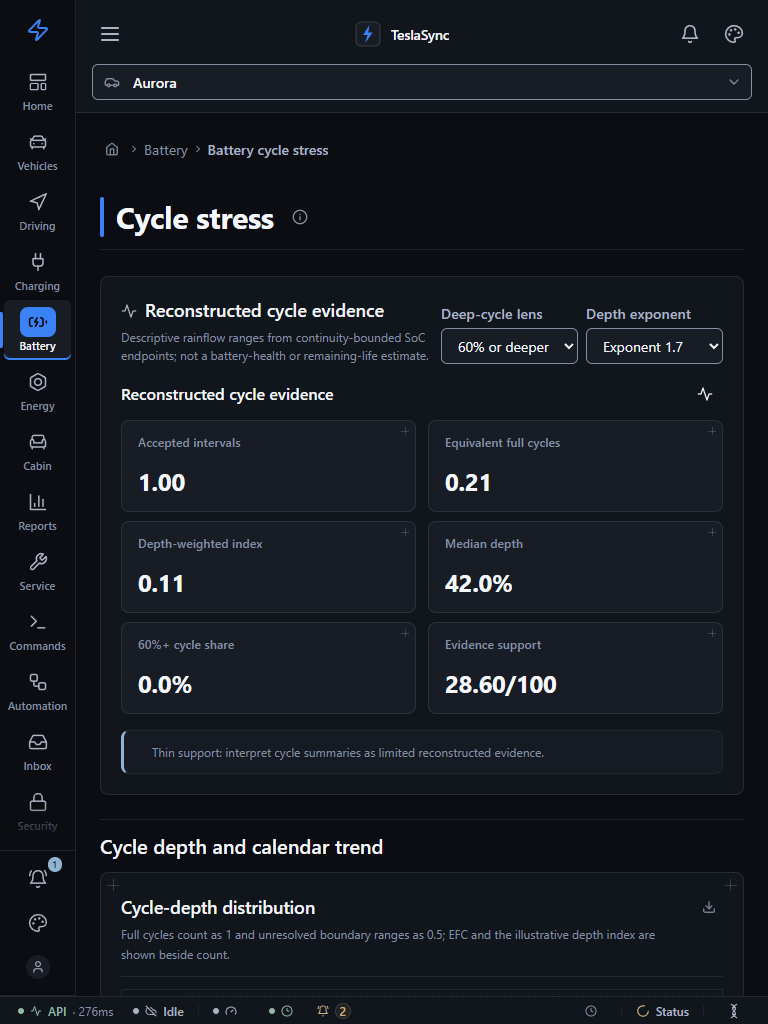 TeslaSync
Aurora
Home
Vehicles
Driving
Charging
Battery
Energy
Cabin
Reports
Service
Commands
Automation
Inbox
Security
1
Battery
Battery cycle stress
Cycle stress
Reconstructed cycle evidence
Descriptive rainflow ranges from continuity-bounded SoC
endpoints; not a battery-health or remaining-life estimate.
Deep-cycle lens
60% or deeper
Depth exponent
Exponent 1.7
Reconstructed cycle evidence
Accepted intervals
1.00
Equivalent full cycles
0.21
Depth-weighted index
0.11
Median depth
42.0%
60%+ cycle share
0.0%
Evidence support
28.60/100
Thin support: interpret cycle summaries as limited reconstructed evidence.
Cycle depth and calendar trend
Cycle-depth distribution
Full cycles count as 1 and unresolved boundary ranges as 0.5; EFC and the illustrative depth index are
shown beside count.
API · 276ms
Idle
2
Status